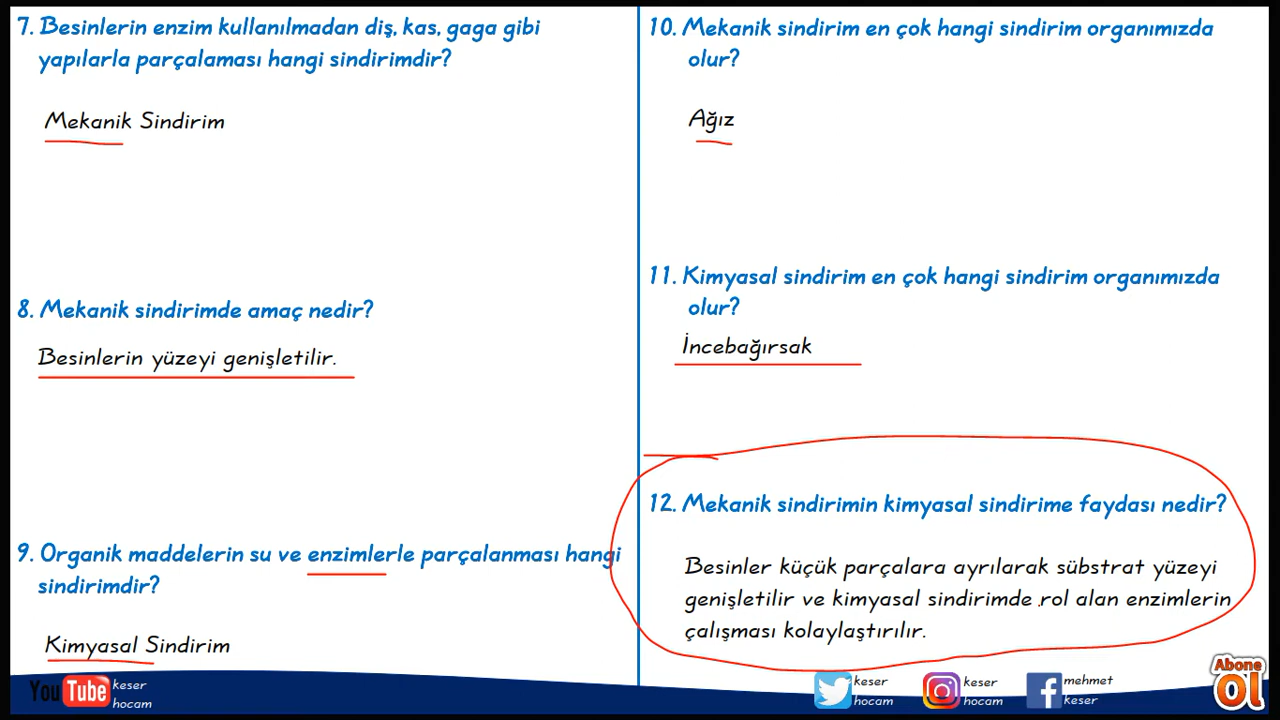 7. Besinlerin enzim kullanılmadan diş, kas, gaga gibi
yapılarla parçalaması hangi sindirimdir?
Mekanik Sindirim
8. Mekanik sindirimde amaç nedir?
Besinlerin yüzeyi genişletilir.
9. Organik maddelerin su ve enzimlerle parçalanması hangi
sindirimdir?
Kimyasal Sindirim
10. Mekanik sindirim en çok hangi sindirim organımızda
olur?
Ağız
11. Kimyasal sindirim en çok hangi sindirim organımızda
olur?
İncebağırsak
12. Mekanik sindirimin kimyasal sindirime faydası nedir?
Besinler küçük parçalara ayrılarak sübstrat yüzeyi
genişletilir ve kimyasal sindirimde rol alan enzimlerin
çalışması kolaylaştırılır.
YouTube keser
hocam
keser
hocam
keser
hocam
mehmet
keser
Abone
ol